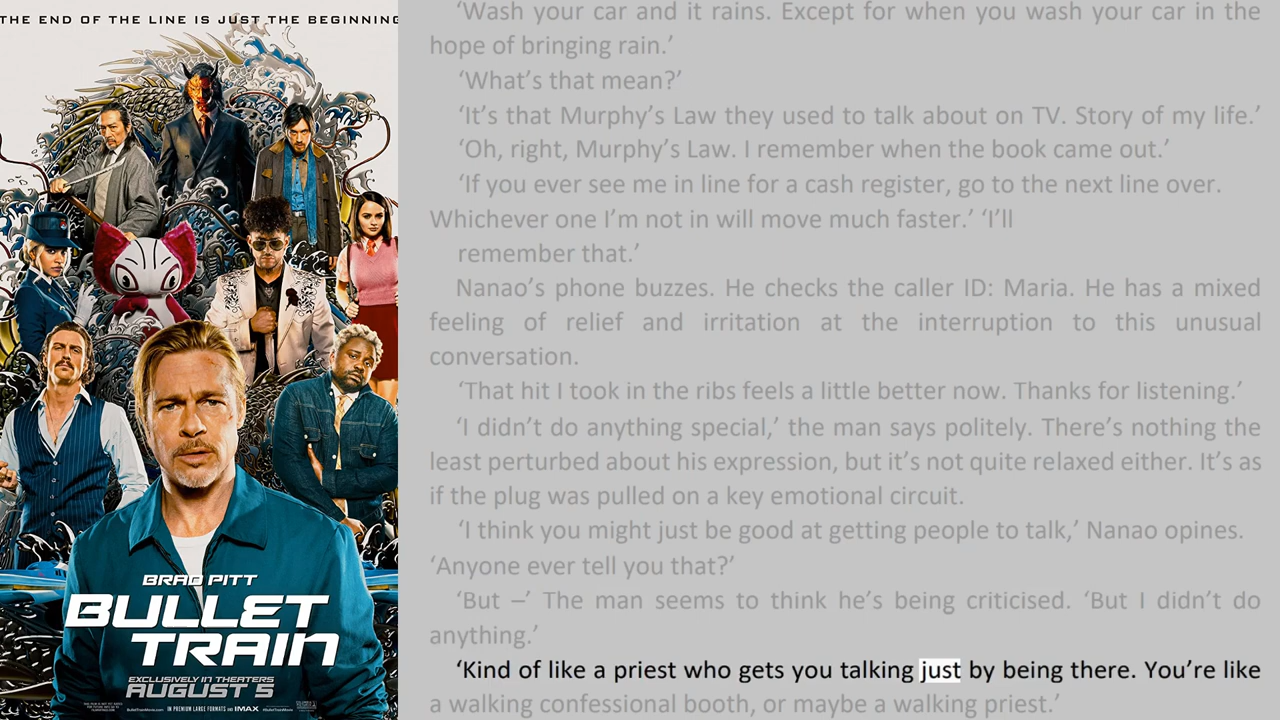 THE END OF THE LINE IS JUST THE BEGINNING
BRAD PITT
BULLET
TRAIN
EXCLUSIVELY IN THEATERS
AUGUST 5
IN PREMIUM LARGE FORMATS AND IMAX
‘Wash your car and it rains. Except for when you wash your car in the
hope of bringing rain.’
‘What’s that mean?’
‘It’s that Murphy’s Law they used to talk about on TV. Story of my life.’
‘Oh, right, Murphy’s Law. I remember when the book came out.’
‘If you ever see me in line for a cash register, go to the next line over.
Whichever one I’m not in will move much faster.’ ‘I’ll
remember that.’
Nanao’s phone buzzes. He checks the caller ID: Maria. He has a mixed
feeling of relief and irritation at the interruption to this unusual
conversation.
‘That hit I took in the ribs feels a little better now. Thanks for listening.’
‘I didn’t do anything special,’ the man says politely. There’s nothing the
least perturbed about his expression, but it’s not quite relaxed either. It’s as
if the plug was pulled on a key emotional circuit.
‘I think you might just be good at getting people to talk,’ Nanao opines.
‘Anyone ever tell you that?’
‘But –’ The man seems to think he’s being criticised. ‘But I didn’t do
anything.’
‘Kind of like a priest who gets you talking just by being there. You’re like
a walking confessional booth, or maybe a walking priest.’